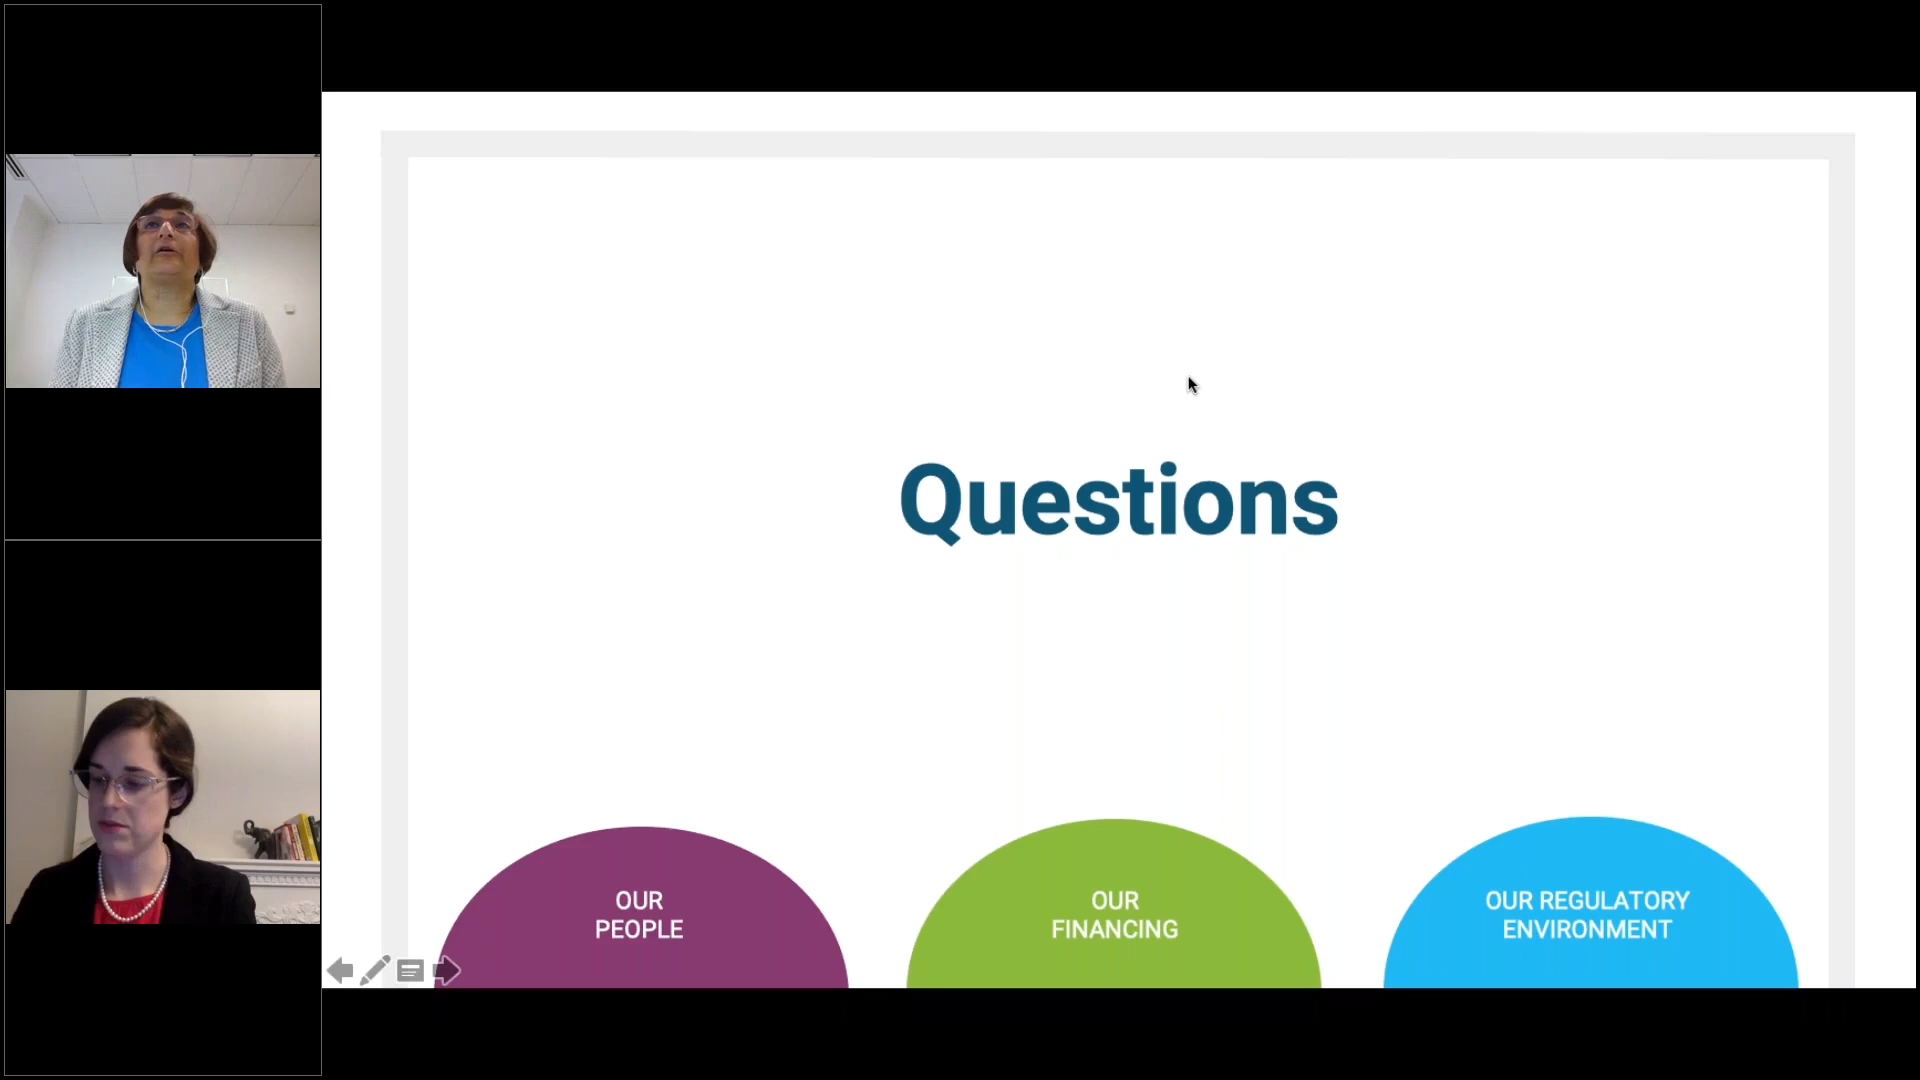 Questions
OUR
PEOPLE
OUR
FINANCING
OUR REGULATORY
ENVIRONMENT